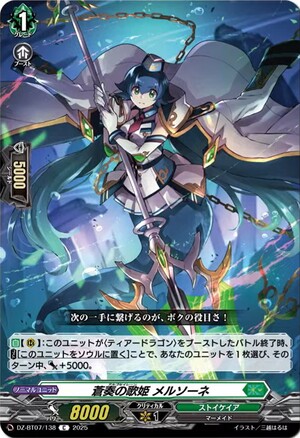 1
グレード
ブースト
5000
次の一手に繋げるのが、ボクの役目さ！
【自】【(R)】：このユニットが〈ティアードラゴン〉をブーストしたバトル終了時、
【このユニットをソウルに置く】ことで、あなたのユニットを1枚選び、そのターン中、+5000。
ノーマルユニット
蒼奏の歌姫 メルソーネ
パワー
8000
クリティカル
1
ストイケイア
マーメイド
DZ-BT07/138 C 2025
イラスト/三越はるは